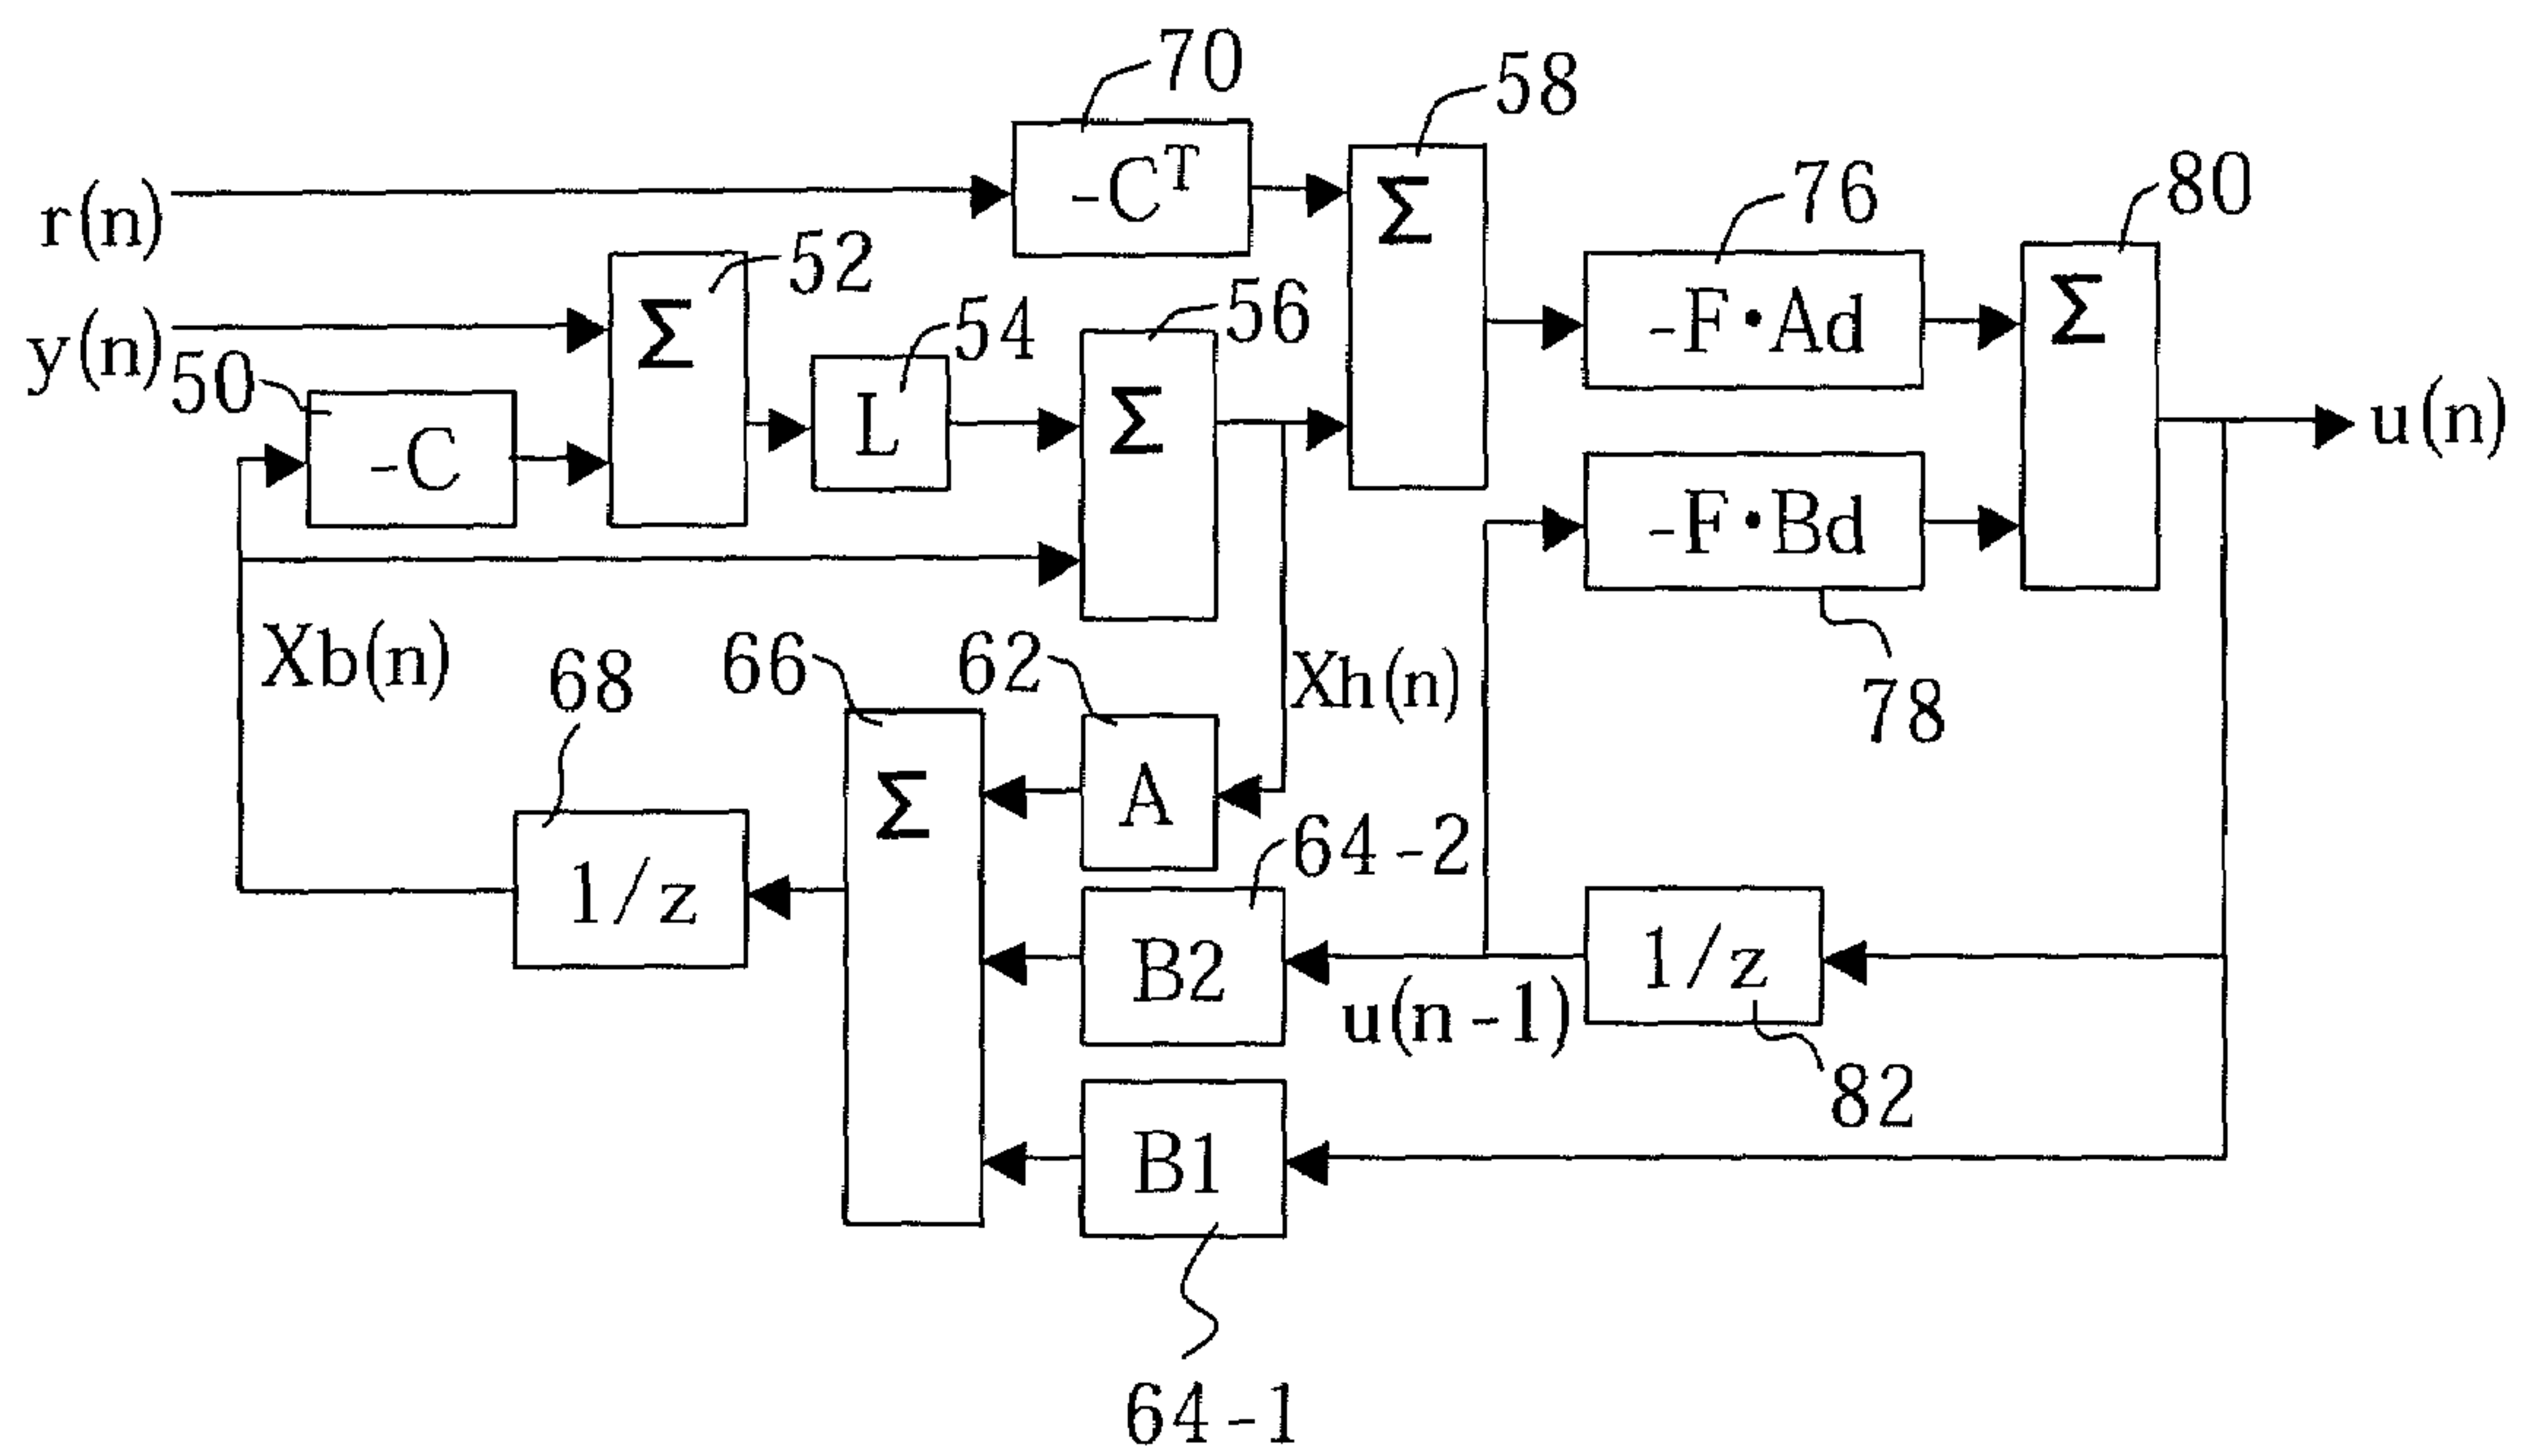 70
58
-C^T
Σ
80
r(n)
76
52
Σ
-F·Ad
Σ
y(n)
54
56
50
Σ
L
Σ
u(n)
-C
-F·Bd
Xb(n)
68
66
62
Xh(n)
78
Σ
A
64-2
1/z
B2
u(n-1)
1/z
82
B1
64-1